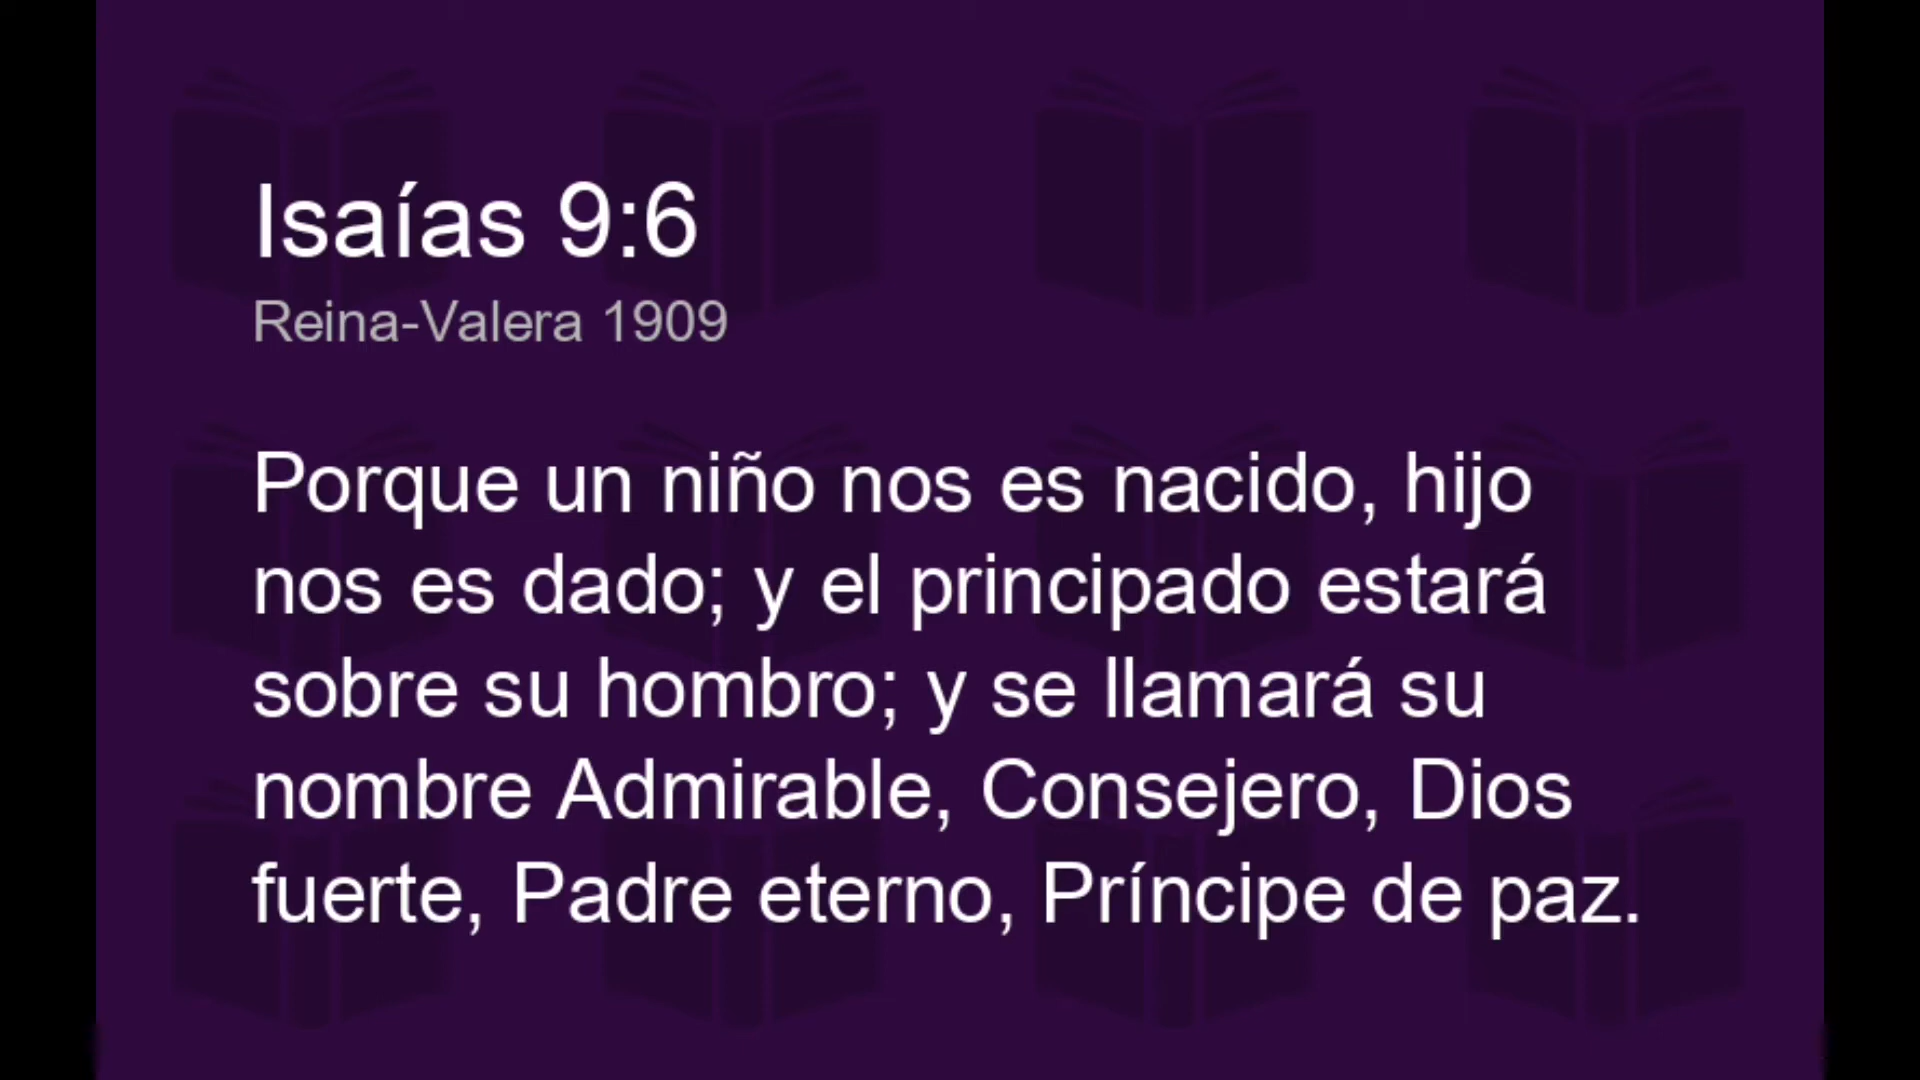 Isaías 9:6
Reina-Valera 1909
Porque un niño nos es nacido, hijo
nos es dado; y el principado estará
sobre su hombro; y se llamará su
nombre Admirable, Consejero, Dios
fuerte, Padre eterno, Príncipe de paz.